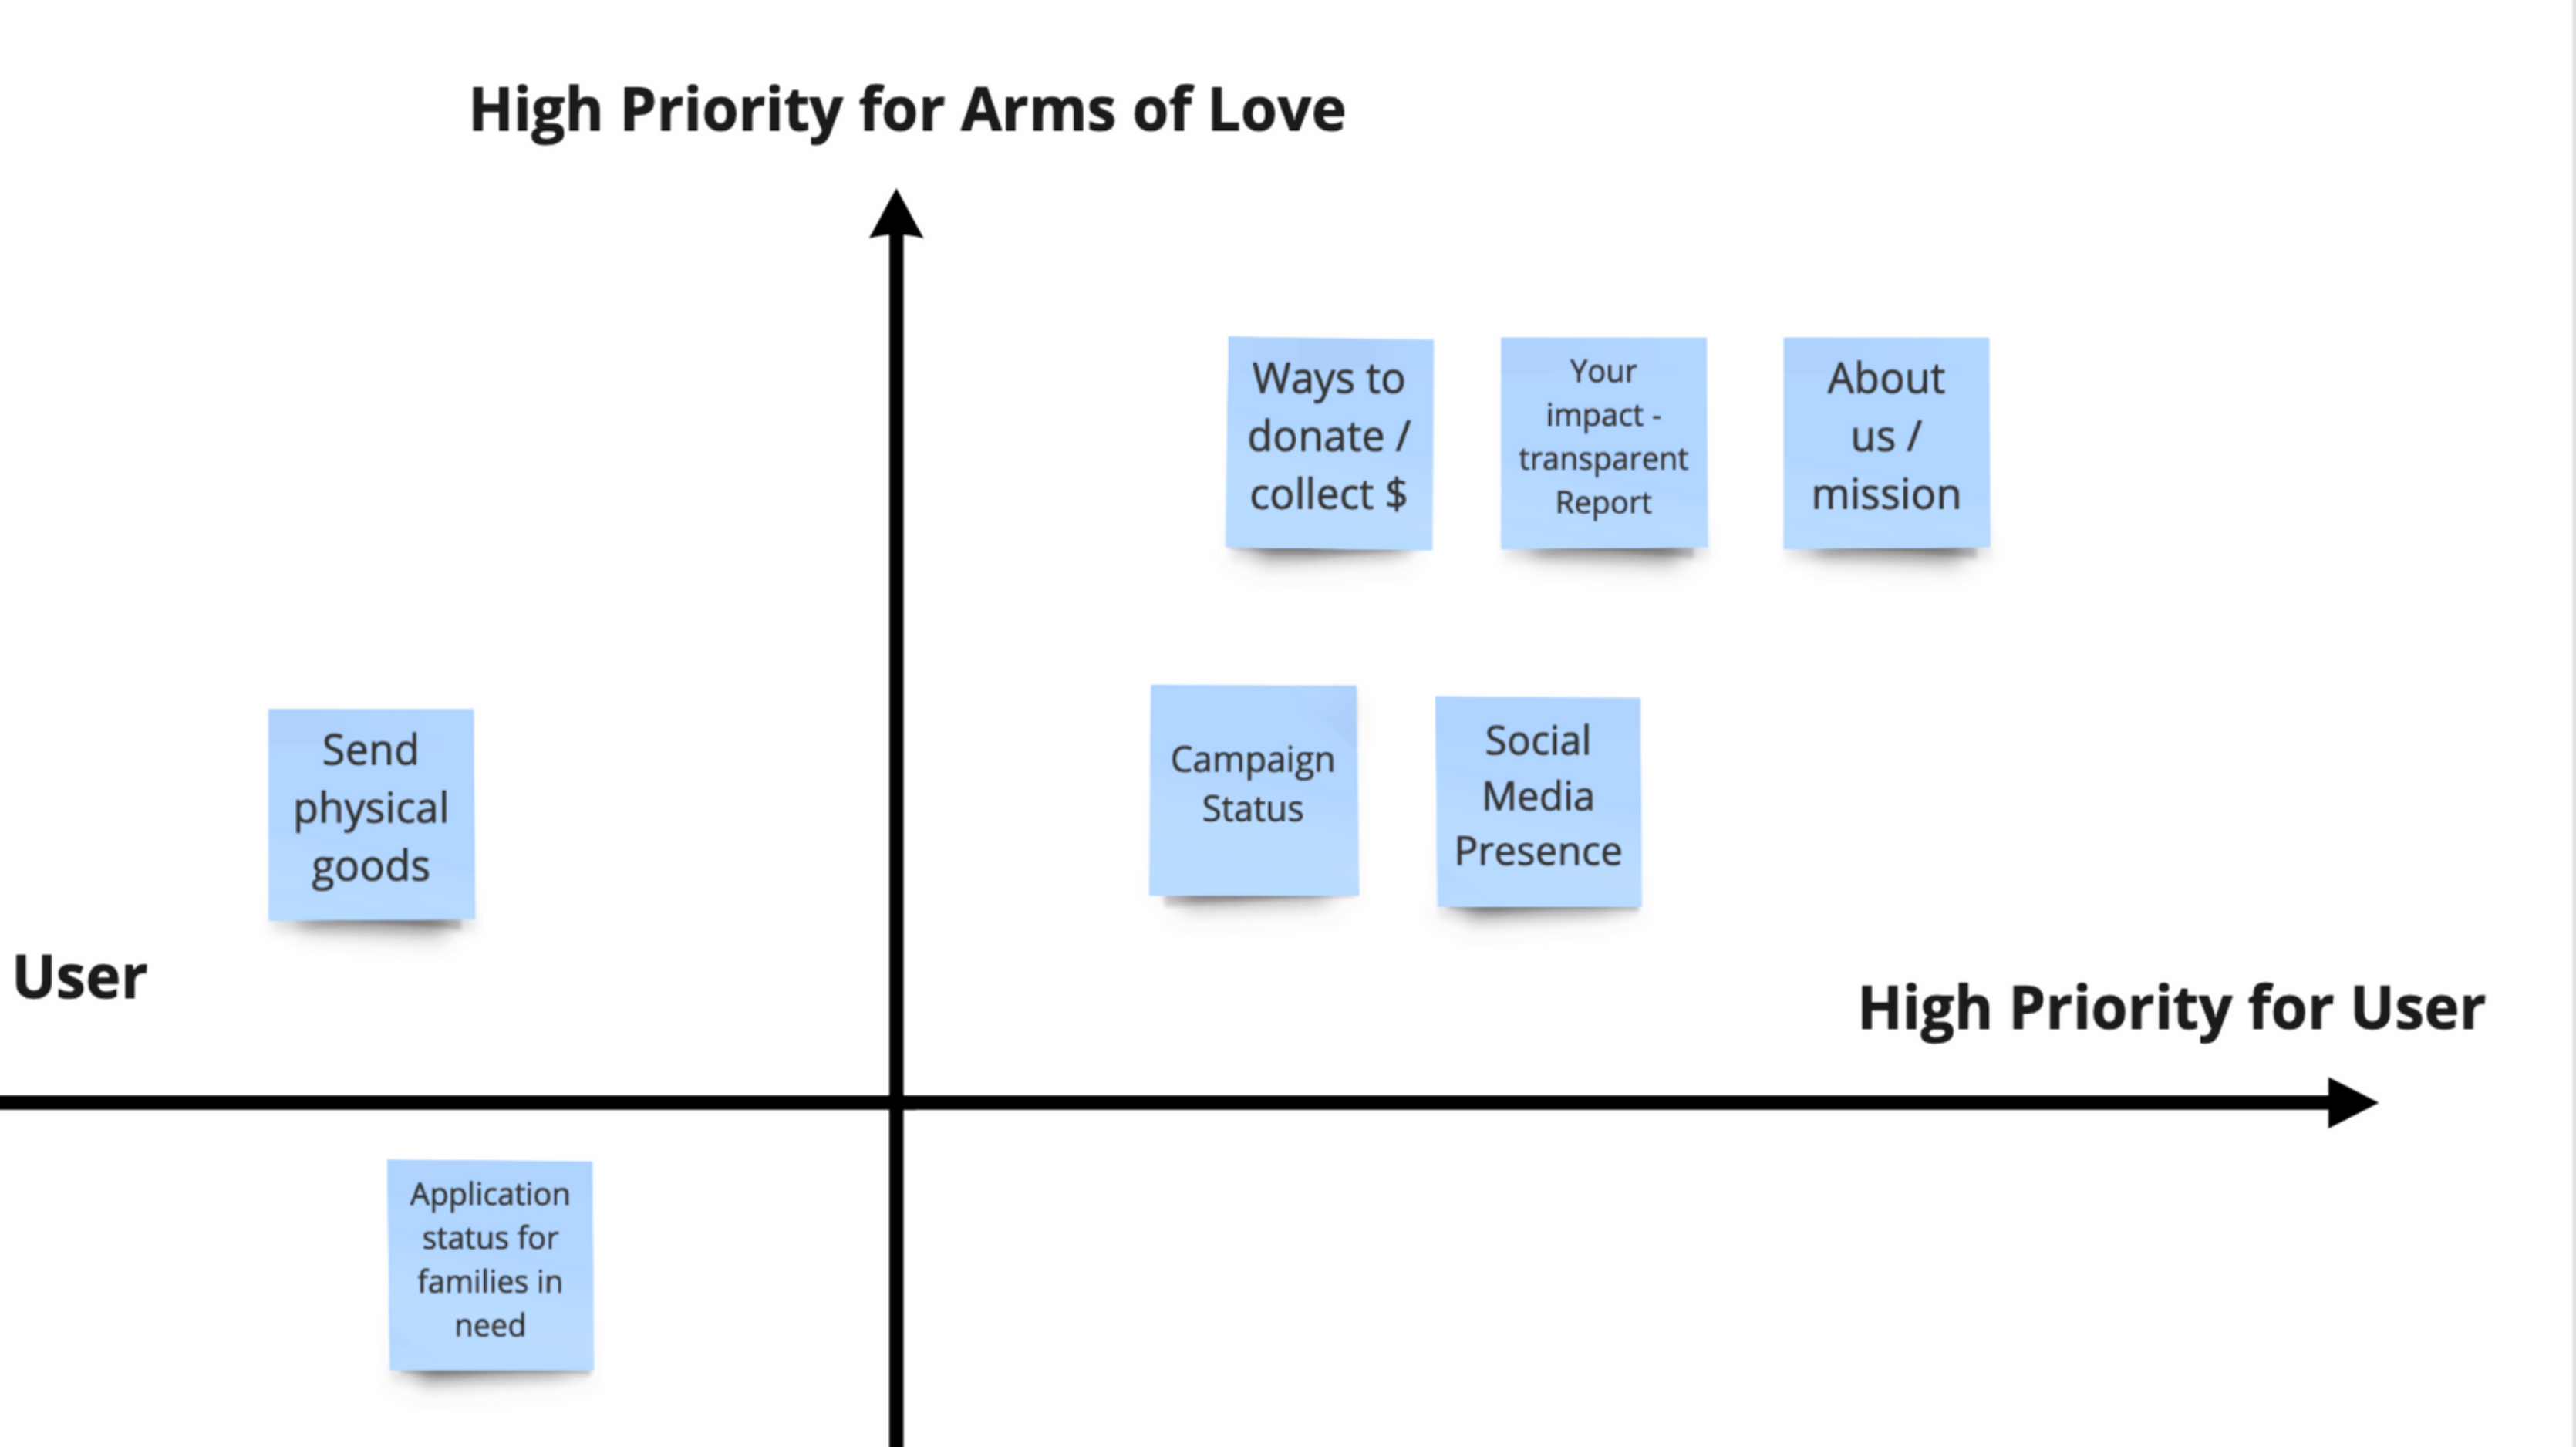 High Priority for Arms of Love
Ways to
donate /
collect $
Your
impact -
transparent
Report
About
us /
mission
Send
physical
goods
Campaign
Status
Social
Media
Presence
User
High Priority for User
Application
status for
families in
need